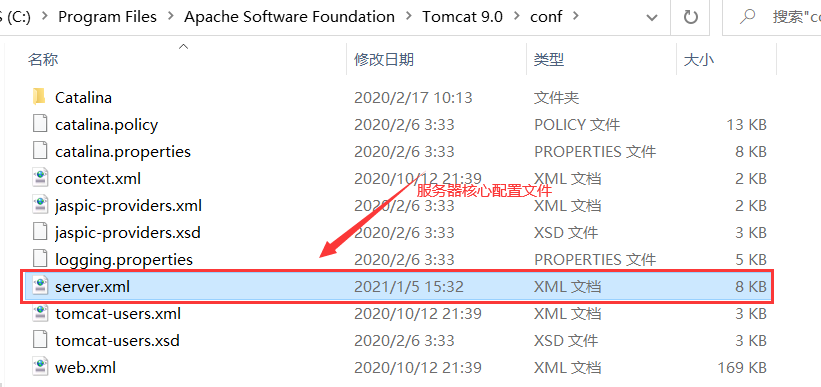 S (C:) > Program Files > Apache Software Foundation > Tomcat 9.0 > conf > 搜索"co
名称 修改日期 类型 大小
Catalina 2020/2/17 10:13 文件夹
catalina.policy 2020/2/6 3:33 POLICY 文件 13 KB
catalina.properties 2020/2/6 3:33 PROPERTIES 文件 8 KB
context.xml 2020/10/12 21:39 XML 文档 2 KB
服务器核心配置文件
jaspic-providers.xml 2020/2/6 3:33 XML 文档 2 KB
jaspic-providers.xsd 2020/2/6 3:33 XSD 文件 3 KB
logging.properties 2020/2/6 3:33 PROPERTIES 文件 5 KB
server.xml 2021/1/5 15:32 XML 文档 8 KB
tomcat-users.xml 2020/10/12 21:39 XML 文档 3 KB
tomcat-users.xsd 2020/2/6 3:33 XSD 文件 3 KB
web.xml 2020/10/12 21:39 XML 文档 169 KB